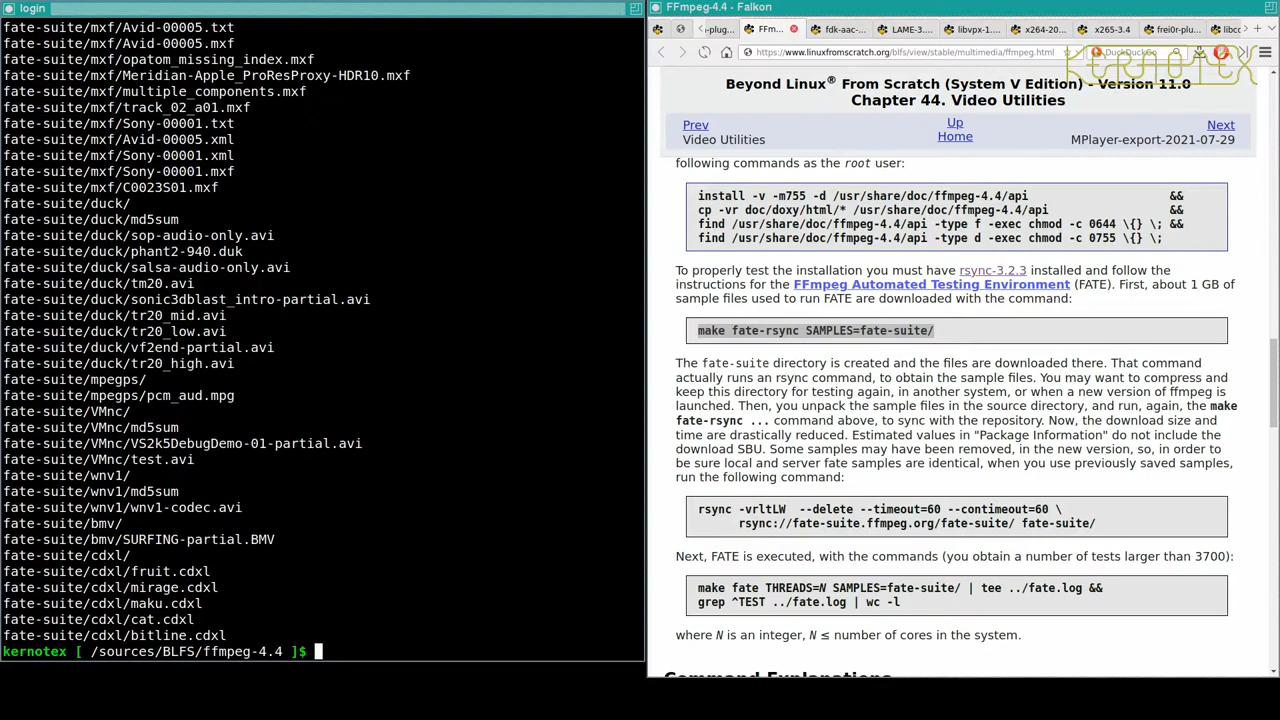 login
fate-suite/mxf/Avid-00005.txt
fate-suite/mxf/Avid-00005.mxf
fate-suite/mxf/opatom_missing_index.mxf
fate-suite/mxf/Meridian-Apple_ProResProxy-HDR10.mxf
fate-suite/mxf/multiple_components.mxf
fate-suite/mxf/track_02_a01.mxf
fate-suite/mxf/Sony-00001.txt
fate-suite/mxf/Avid-00005.xml
fate-suite/mxf/Sony-00001.xml
fate-suite/mxf/Sony-00001.mxf
fate-suite/mxf/C0023S01.mxf
fate-suite/duck/
fate-suite/duck/md5sum
fate-suite/duck/sop-audio-only.avi
fate-suite/duck/phant2-940.duk
fate-suite/duck/salsa-audio-only.avi
fate-suite/duck/tm20.avi
fate-suite/duck/sonic3dblast_intro-partial.avi
fate-suite/duck/tr20_mid.avi
fate-suite/duck/tr20_low.avi
fate-suite/duck/vf2end-partial.avi
fate-suite/duck/tr20_high.avi
fate-suite/mpegps/
fate-suite/mpegps/pcm_aud.mpg
fate-suite/VMnc/
fate-suite/VMnc/md5sum
fate-suite/VMnc/VS2k5DebugDemo-01-partial.avi
fate-suite/VMnc/test.avi
fate-suite/wnv1/
fate-suite/wnv1/md5sum
fate-suite/wnv1/wnv1-codec.avi
fate-suite/bmv/
fate-suite/bmv/SURFING-partial.BMV
fate-suite/cdxl/
fate-suite/cdxl/fruit.cdxl
fate-suite/cdxl/mirage.cdxl
fate-suite/cdxl/maku.cdxl
fate-suite/cdxl/cat.cdxl
fate-suite/cdxl/bitline.cdxl
kernotex [ /sources/BLFS/ffmpeg-4.4 ]$
FFmpeg-4.4 - Falkon
-plug... FFm... fdk-aac-... LAME-3.... libvpx-1.... x264-20... x265-3.4 frei0r-plu... libcd
https://www.linuxfromscratch.org/blfs/view/stable/multimedia/ffmpeg.html DuckDuckGo
KERNOTEX
Beyond Linux® From Scratch (System V Edition) - Version 11.0
Chapter 44. Video Utilities
Prev Up Next
Video Utilities Home MPlayer-export-2021-07-29
following commands as the root user:
install -v -m755 -d /usr/share/doc/ffmpeg-4.4/api &&
cp -vr doc/doxy/html/* /usr/share/doc/ffmpeg-4.4/api &&
find /usr/share/doc/ffmpeg-4.4/api -type f -exec chmod -c 0644 \{} \; &&
find /usr/share/doc/ffmpeg-4.4/api -type d -exec chmod -c 0755 \{} \;
To properly test the installation you must have rsync-3.2.3 installed and follow the
instructions for the FFmpeg Automated Testing Environment (FATE). First, about 1 GB of
sample files used to run FATE are downloaded with the command:
make fate-rsync SAMPLES=fate-suite/
The fate-suite directory is created and the files are downloaded there. That command
actually runs an rsync command, to obtain the sample files. You may want to compress and
keep this directory for testing again, in another system, or when a new version of ffmpeg is
launched. Then, you unpack the sample files in the source directory, and run, again, the make
fate-rsync ... command above, to sync with the repository. Now, the download size and
time are drastically reduced. Estimated values in "Package Information" do not include the
download SBU. Some samples may have been removed, in the new version, so, in order to
be sure local and server fate samples are identical, when you use previously saved samples,
run the following command:
rsync -vrltLW --delete --timeout=60 --contimeout=60 \
rsync://fate-suite.ffmpeg.org/fate-suite/ fate-suite/
Next, FATE is executed, with the commands (you obtain a number of tests larger than 3700):
make fate THREADS=N SAMPLES=fate-suite/ | tee ../fate.log &&
grep ^TEST ../fate.log | wc -l
where N is an integer, N ≤ number of cores in the system.
Command Explanations